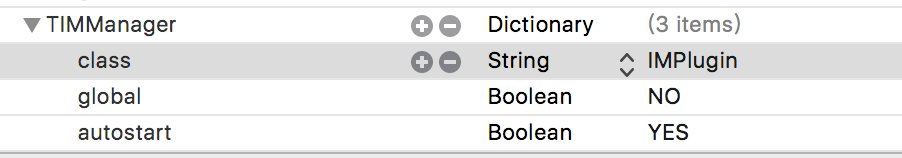 TIMManager Dictionary (3 items)
class String IMPlugin
global Boolean NO
autostart Boolean YES